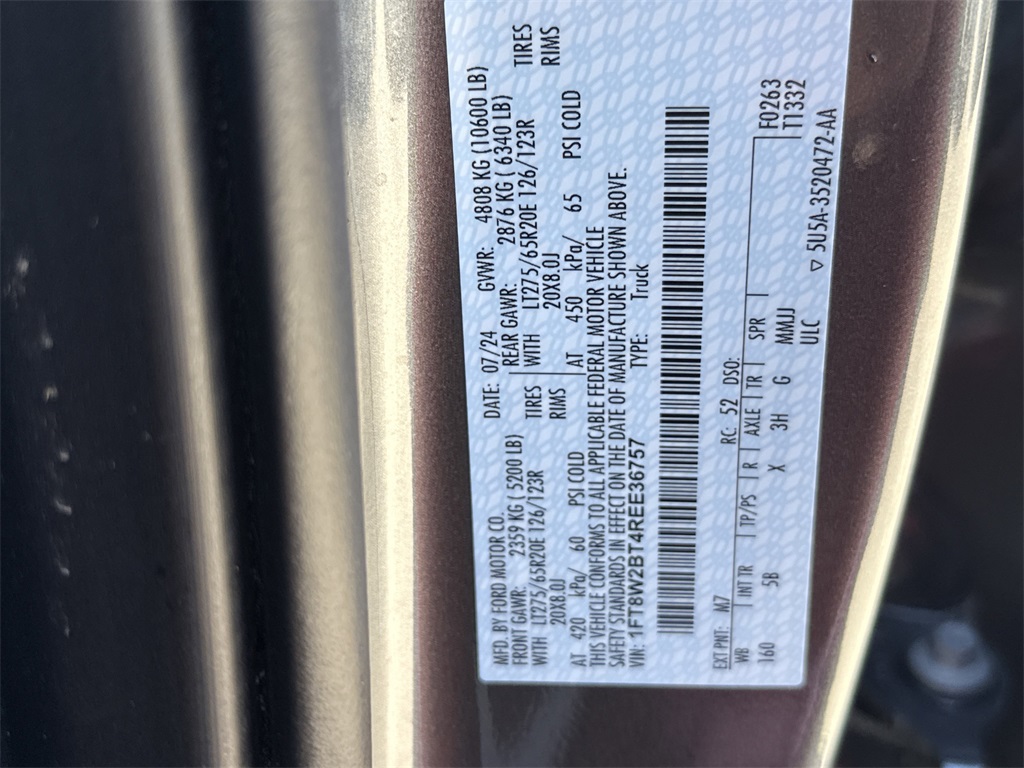 MFD. BY FORD MOTOR CO.
DATE: 07/24 GVWR: 4808 KG (10600 LB)
FRONT GAWR: 2359 KG ( 5200 LB)
REAR GAWR: 2876 KG ( 6340 LB)
WITH LT275/65R20E 126/123R TIRES
WITH LT275/65R20E 126/123R TIRES
20X8.0J RIMS
20X8.0J RIMS
AT 420 kPa/ 60 PSI COLD
AT 450 kPa/ 65 PSI COLD
THIS VEHICLE CONFORMS TO ALL APPLICABLE FEDERAL MOTOR VEHICLE
SAFETY STANDARDS IN EFFECT ON THE DATE OF MANUFACTURE SHOWN ABOVE.
VIN: 1FT8W2BT4REE36757 TYPE: Truck
EXT PNT: M7 RC: 52 DSO:
WB INT TR TP/PS R AXLE TR SPR F0263
160 5B X 3H G MMJJ T1332
ULC
▽ 5U5A-3520472-AA